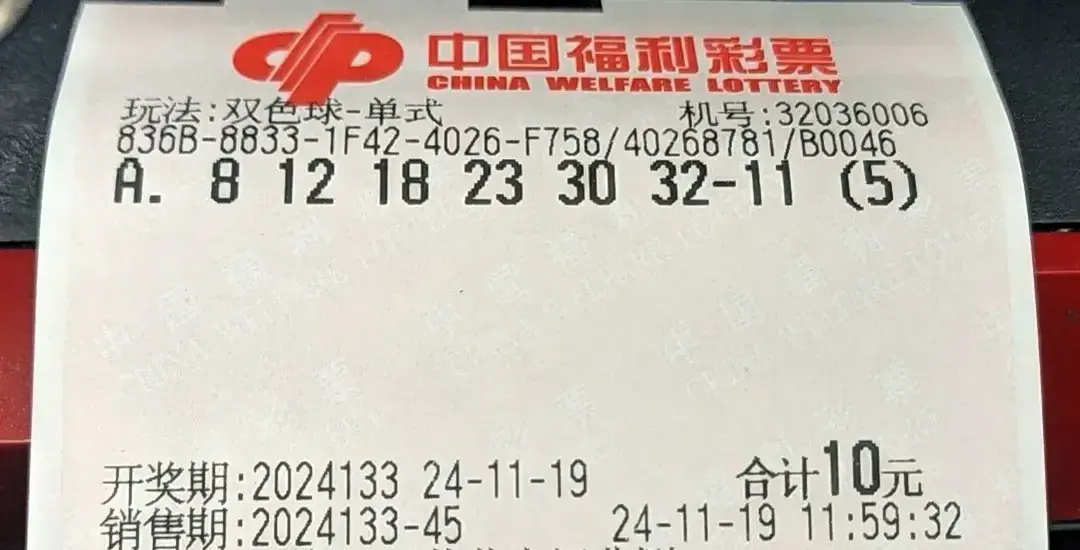 中国福利彩票
CHINA WELFARE LOTTERY
玩法:双色球-单式 机号:32036006
836B-8833-1F42-4026-F758/40268781/B0046
A. 8 12 18 23 30 32-11 (5)
开奖期:2024133 24-11-19 合计10元
销售期:2024133-45 24-11-19 11:59:32